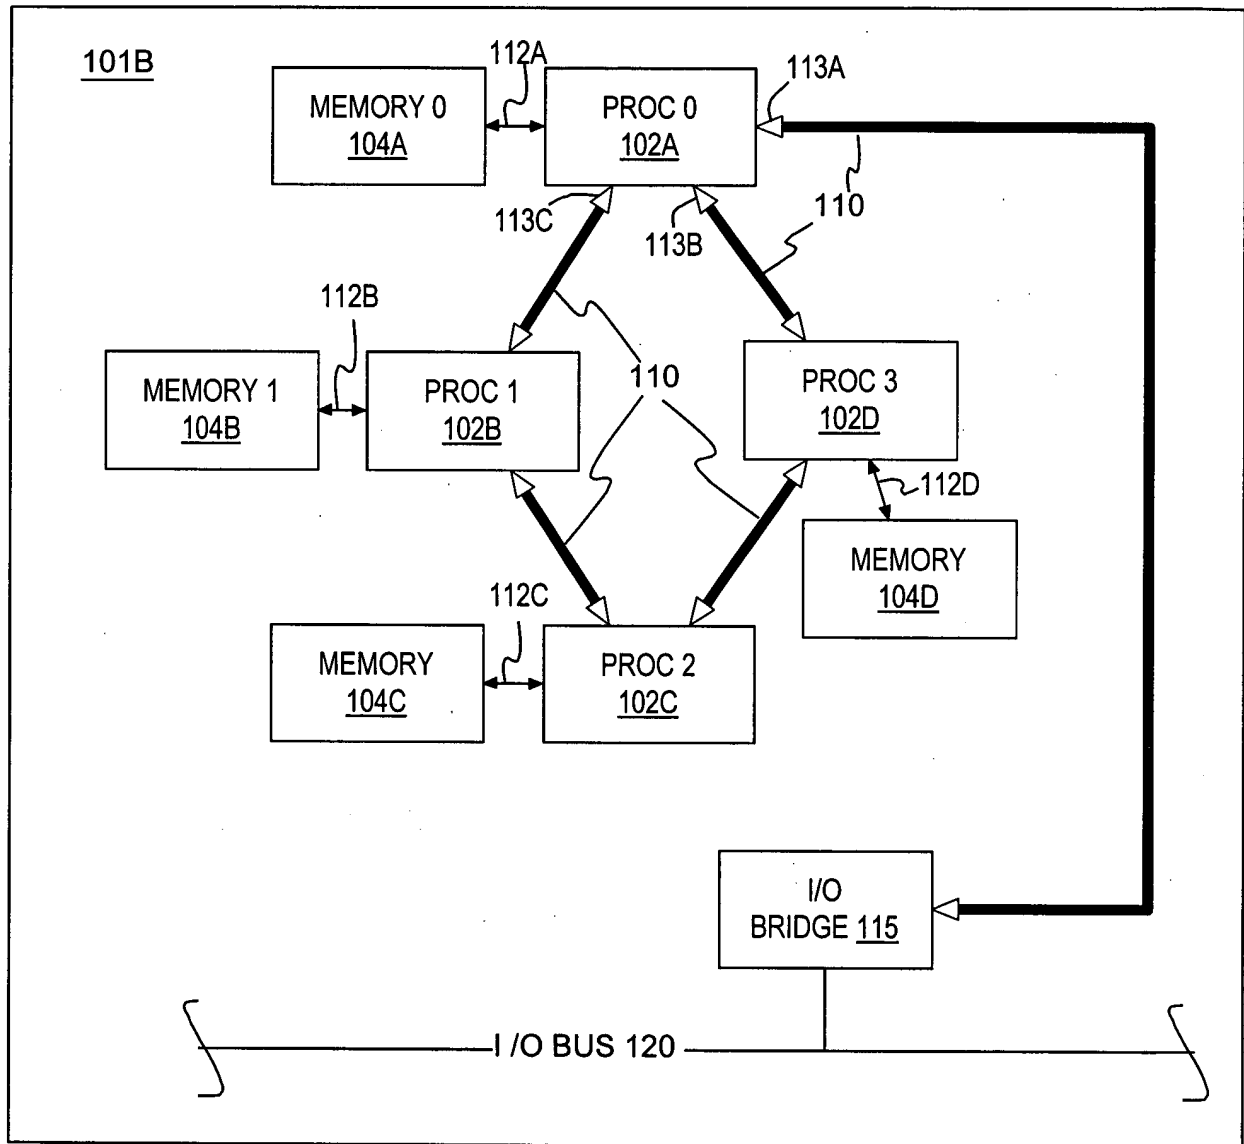 101B
112A
113A
MEMORY 0
104A
PROC 0
102A
113C
113B
110
112B
MEMORY 1
104B
PROC 1
102B
110
PROC 3
102D
112D
MEMORY
104D
112C
MEMORY
104C
PROC 2
102C
I/O
BRIDGE 115
I /O BUS 120